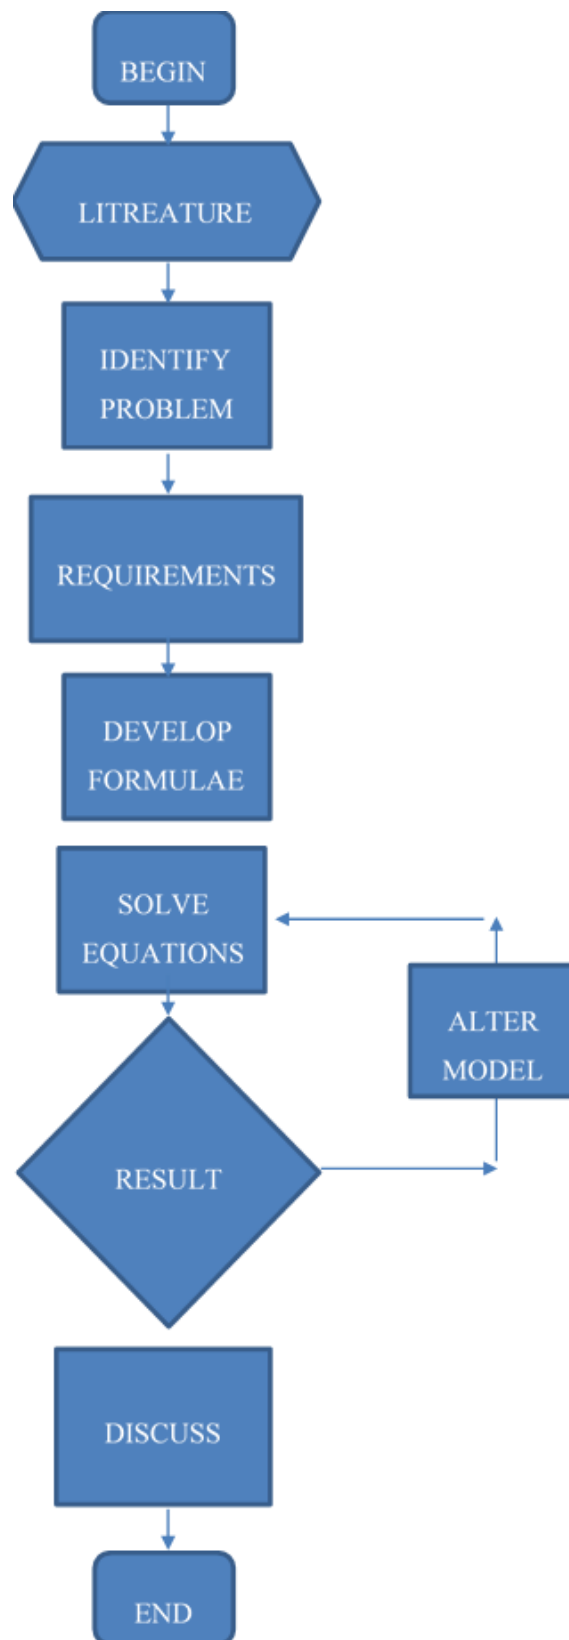 BEGIN
LITREATURE
IDENTIFY
PROBLEM
REQUIREMENTS
DEVELOP
FORMULAE
SOLVE
EQUATIONS
ALTER
MODEL
RESULT
DISCUSS
END